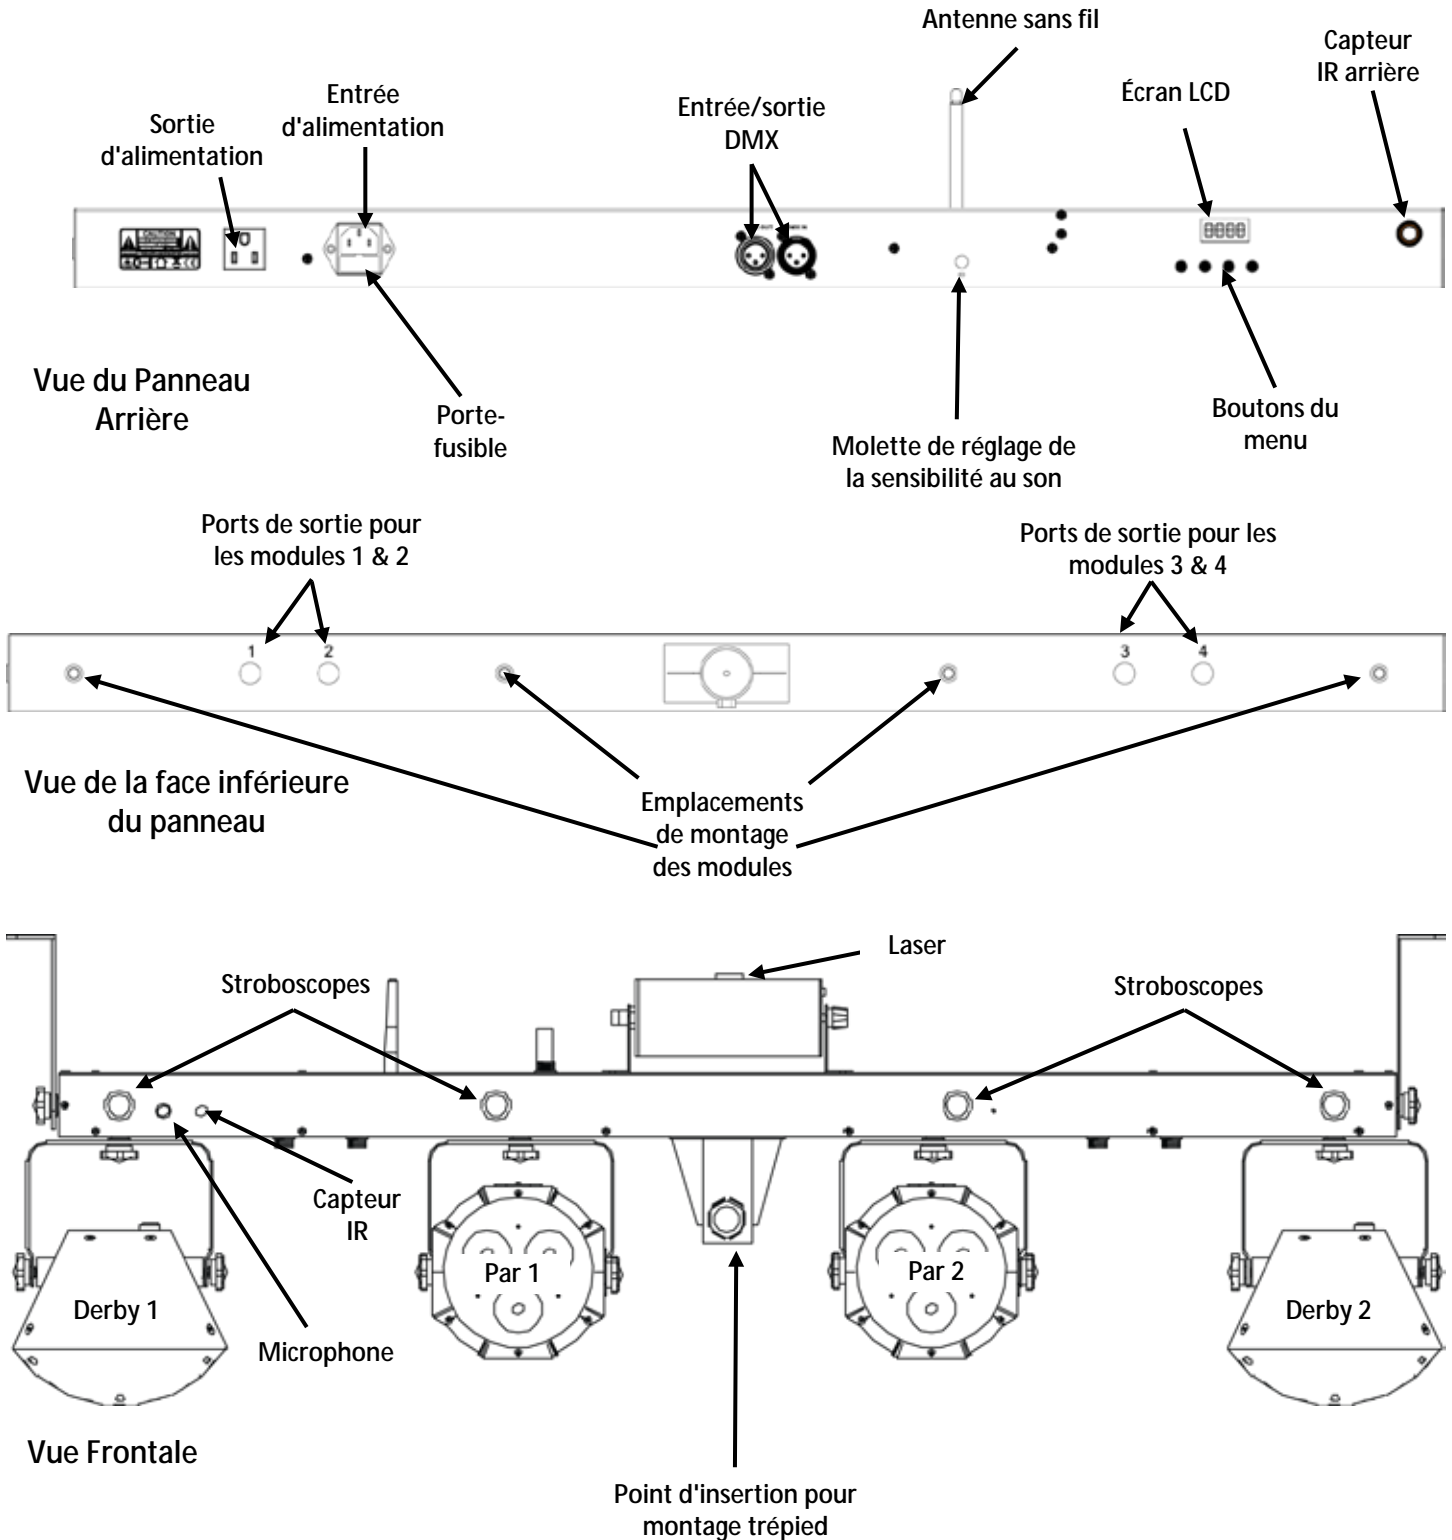 Antenne sans fil
Capteur
IR arrière
Entrée
d'alimentation
Écran LCD
Entrée/sortie
DMX
Sortie
d'alimentation
CAUTION
Vue du Panneau
Arrière
Porte-
fusible
Molette de réglage de
la sensibilité au son
Boutons du
menu
Ports de sortie pour
les modules 1 & 2
Ports de sortie pour les
modules 3 & 4
1
2
3
4
Vue de la face inférieure
du panneau
Emplacements
de montage
des modules
Laser
Stroboscopes
Stroboscopes
Capteur
IR
Par 1
Par 2
Derby 1
Derby 2
Microphone
Vue Frontale
Point d'insertion pour
montage trépied